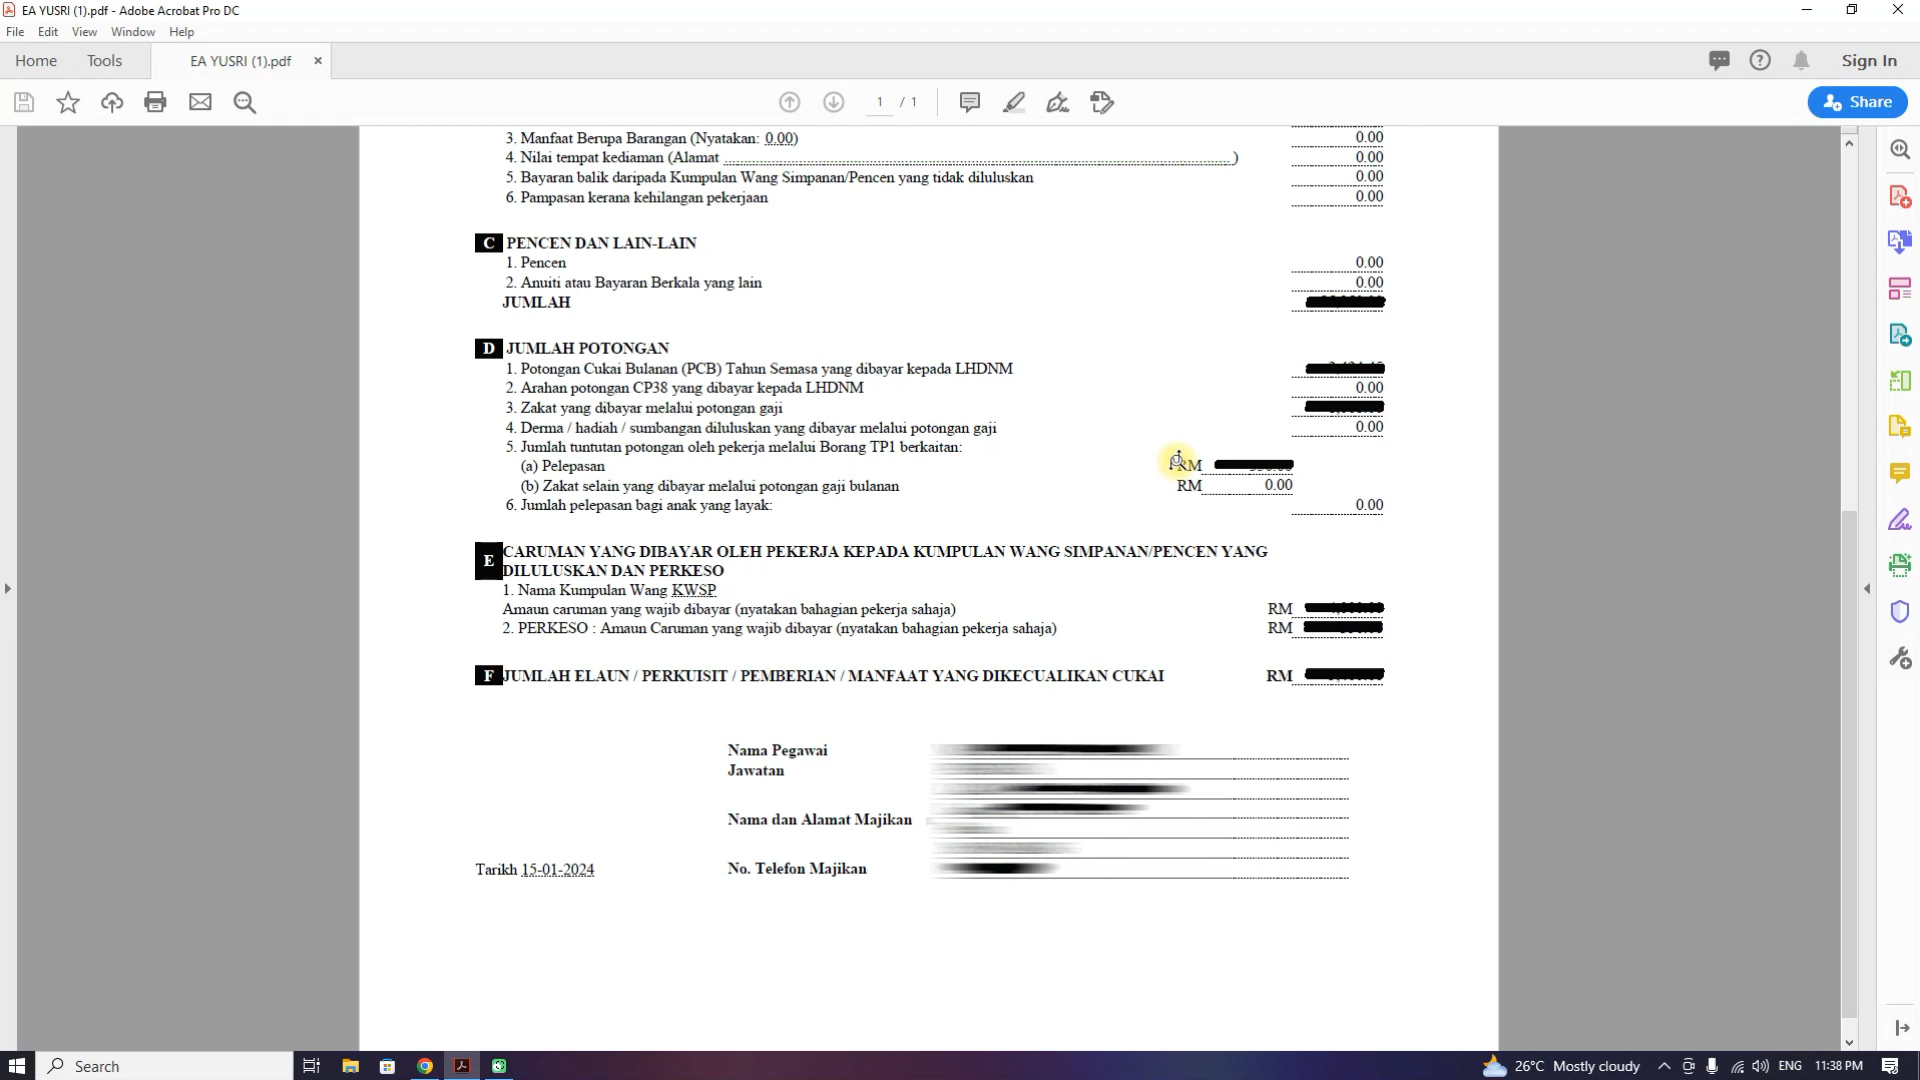 EA YUSRI (1).pdf - Adobe Acrobat Pro DC
File Edit View Window Help
Home Tools EA YUSRI (1).pdf × Sign In
1 / 1 Share
3. Manfaat Berupa Barangan (Nyatakan: 0.00) 0.00
4. Nilai tempat kediaman (Alamat ) 0.00
5. Bayaran balik daripada Kumpulan Wang Simpanan/Pencen yang tidak diluluskan 0.00
6. Pampasan kerana kehilangan pekerjaan 0.00
C PENCEN DAN LAIN-LAIN
1. Pencen 0.00
2. Anuiti atau Bayaran Berkala yang lain 0.00
JUMLAH
D JUMLAH POTONGAN
1. Potongan Cukai Bulanan (PCB) Tahun Semasa yang dibayar kepada LHDNM
2. Arahan potongan CP38 yang dibayar kepada LHDNM 0.00
3. Zakat yang dibayar melalui potongan gaji
4. Derma / hadiah / sumbangan diluluskan yang dibayar melalui potongan gaji 0.00
5. Jumlah tuntutan potongan oleh pekerja melalui Borang TP1 berkaitan:
(a) Pelepasan RM
(b) Zakat selain yang dibayar melalui potongan gaji bulanan RM 0.00
6. Jumlah pelepasan bagi anak yang layak: 0.00
E CARUMAN YANG DIBAYAR OLEH PEKERJA KEPADA KUMPULAN WANG SIMPANAN/PENCEN YANG
DILULUSKAN DAN PERKESO
1. Nama Kumpulan Wang KWSP
Amaun caruman yang wajib dibayar (nyatakan bahagian pekerja sahaja) RM
2. PERKESO : Amaun Caruman yang wajib dibayar (nyatakan bahagian pekerja sahaja) RM
F JUMLAH ELAUN / PERKUISIT / PEMBERIAN / MANFAAT YANG DIKECUALIKAN CUKAI RM
Nama Pegawai
Jawatan
Nama dan Alamat Majikan
Tarikh 15-01-2024 No. Telefon Majikan
Search 26°C Mostly cloudy ENG 11:38 PM